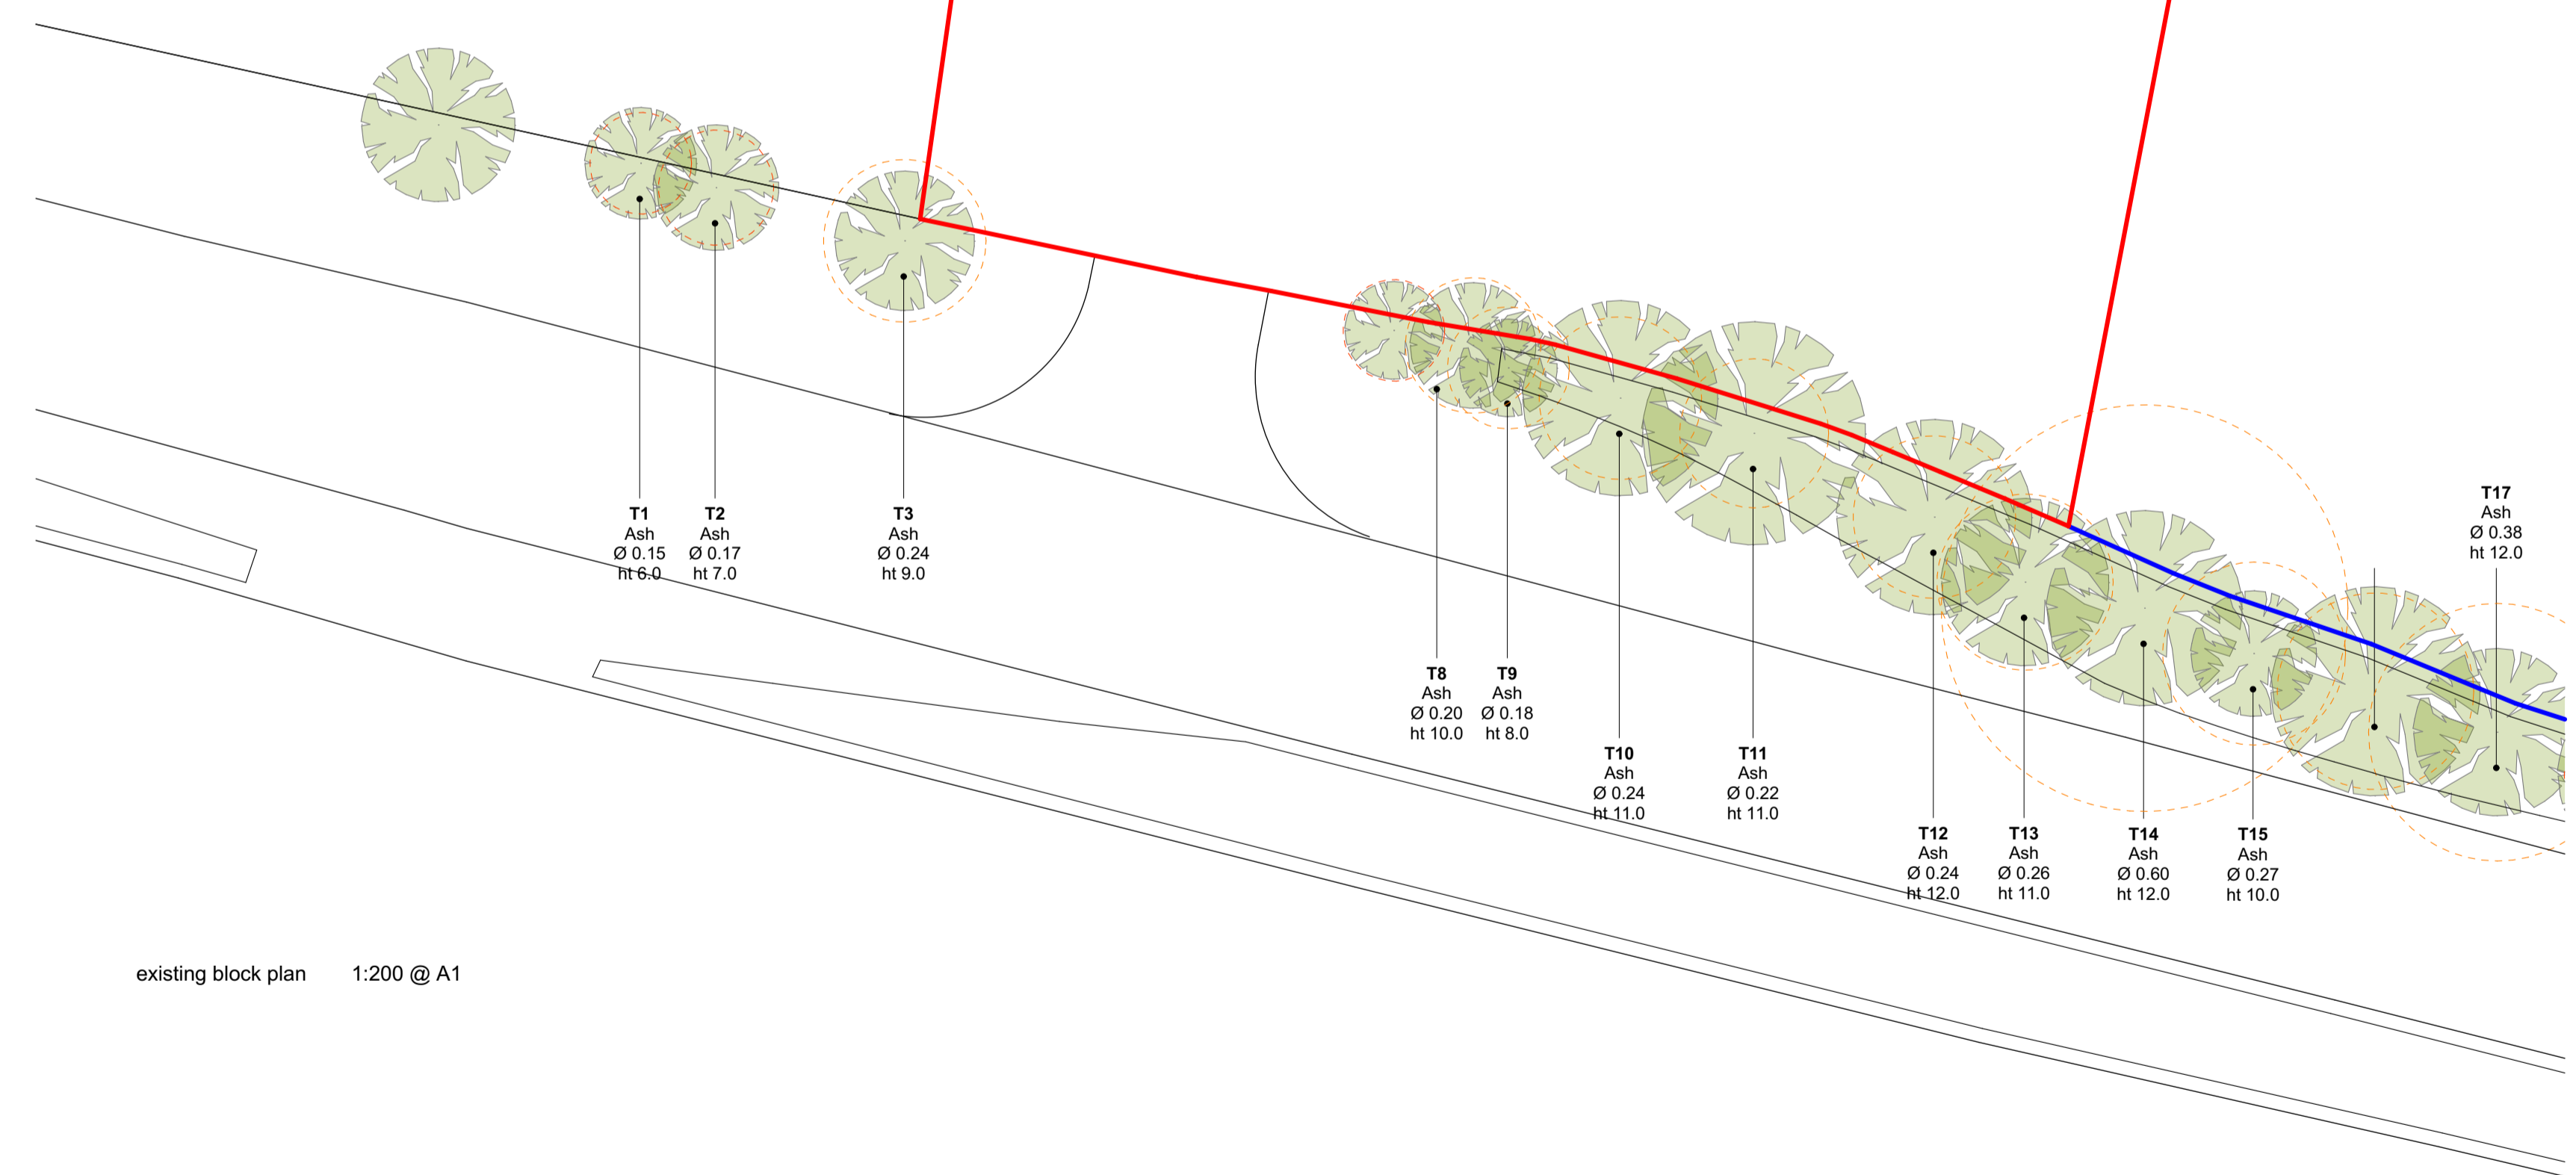 T1
Ash
Ø 0.15
ht 6.0
T2
Ash
Ø 0.17
ht 7.0
T3
Ash
Ø 0.24
ht 9.0
T8
Ash
Ø 0.20
ht 10.0
T9
Ash
Ø 0.18
ht 8.0
T10
Ash
Ø 0.24
ht 11.0
T11
Ash
Ø 0.22
ht 11.0
T12
Ash
Ø 0.24
ht 12.0
T13
Ash
Ø 0.26
ht 11.0
T14
Ash
Ø 0.60
ht 12.0
T15
Ash
Ø 0.27
ht 10.0
T17
Ash
Ø 0.38
ht 12.0
existing block plan 1:200 @ A1